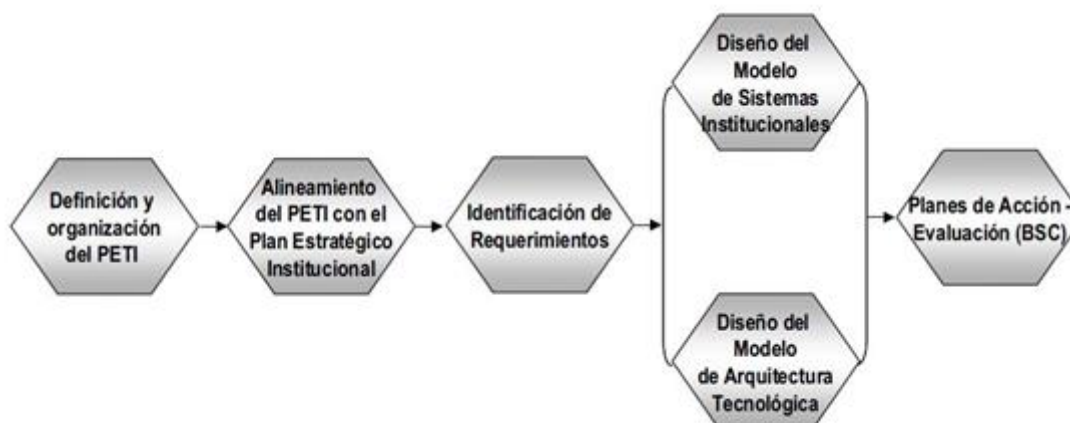 Definición y
organización
del PETI
Alineamiento
del PETI con el
Plan Estratégico
Institucional
Identificación de
Requerimientos
Diseño del
Modelo
de Sistemas
Institucionales
Diseño del
Modelo
de Arquitectura
Tecnológica
Planes de Acción -
Evaluación (BSC)